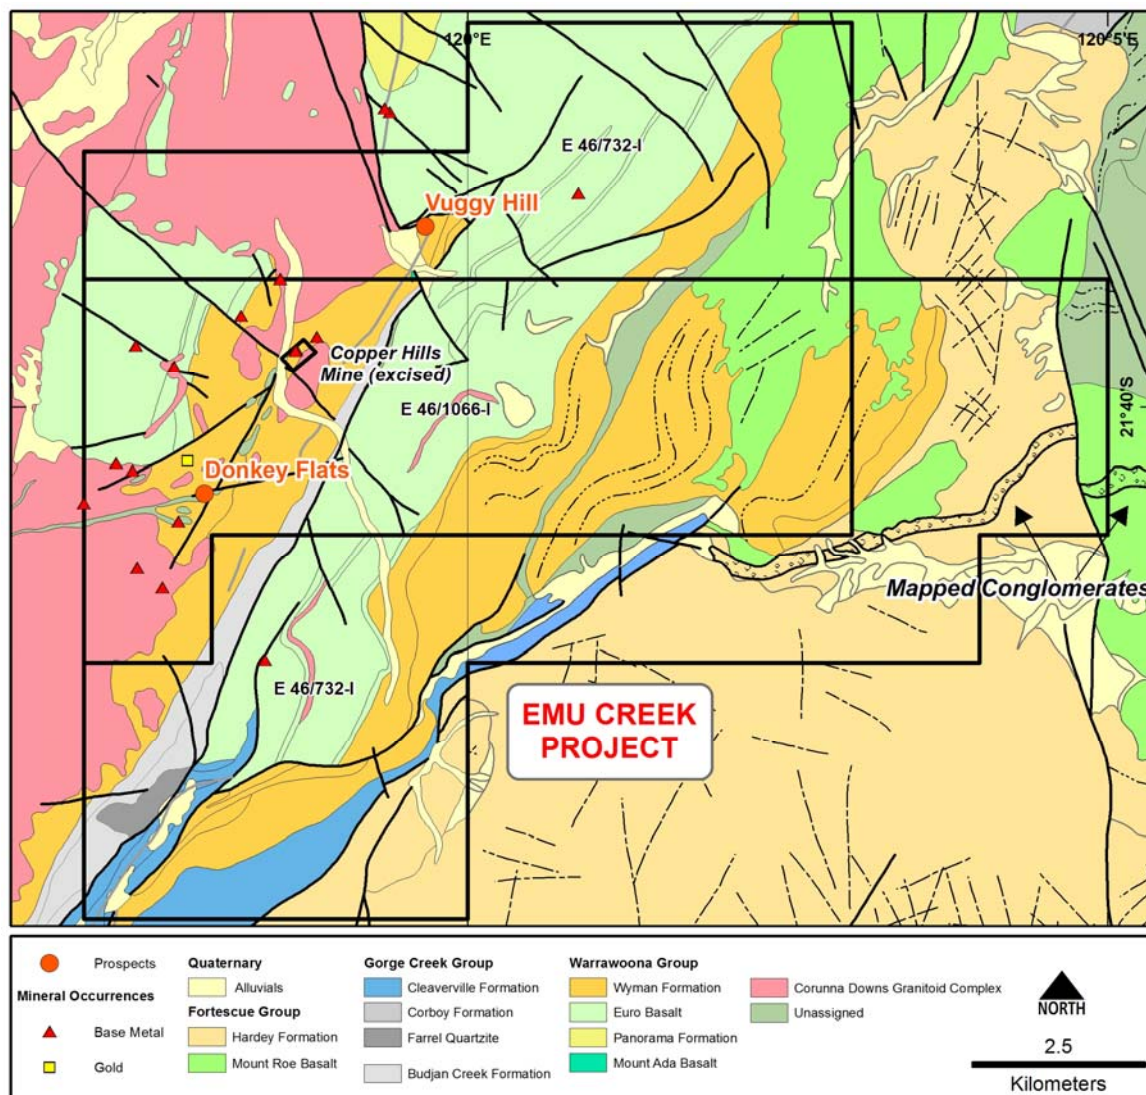 120°E
120°5'E
E 46/732-I
Vuggy Hill
Copper Hills
Mine (excised)
E 46/1066-I
21°40'S
Donkey Flats
Mapped Conglomerates
E 46/732-I
EMU CREEK
PROJECT
Prospects
Mineral Occurrences
Base Metal
Gold
Quaternary
Alluvials
Fortescue Group
Hardey Formation
Mount Roe Basalt
Gorge Creek Group
Cleaverville Formation
Corboy Formation
Farrel Quartzite
Budjan Creek Formation
Warrawoona Group
Wyman Formation
Euro Basalt
Panorama Formation
Mount Ada Basalt
Corunna Downs Granitoid Complex
Unassigned
NORTH
2.5
Kilometers